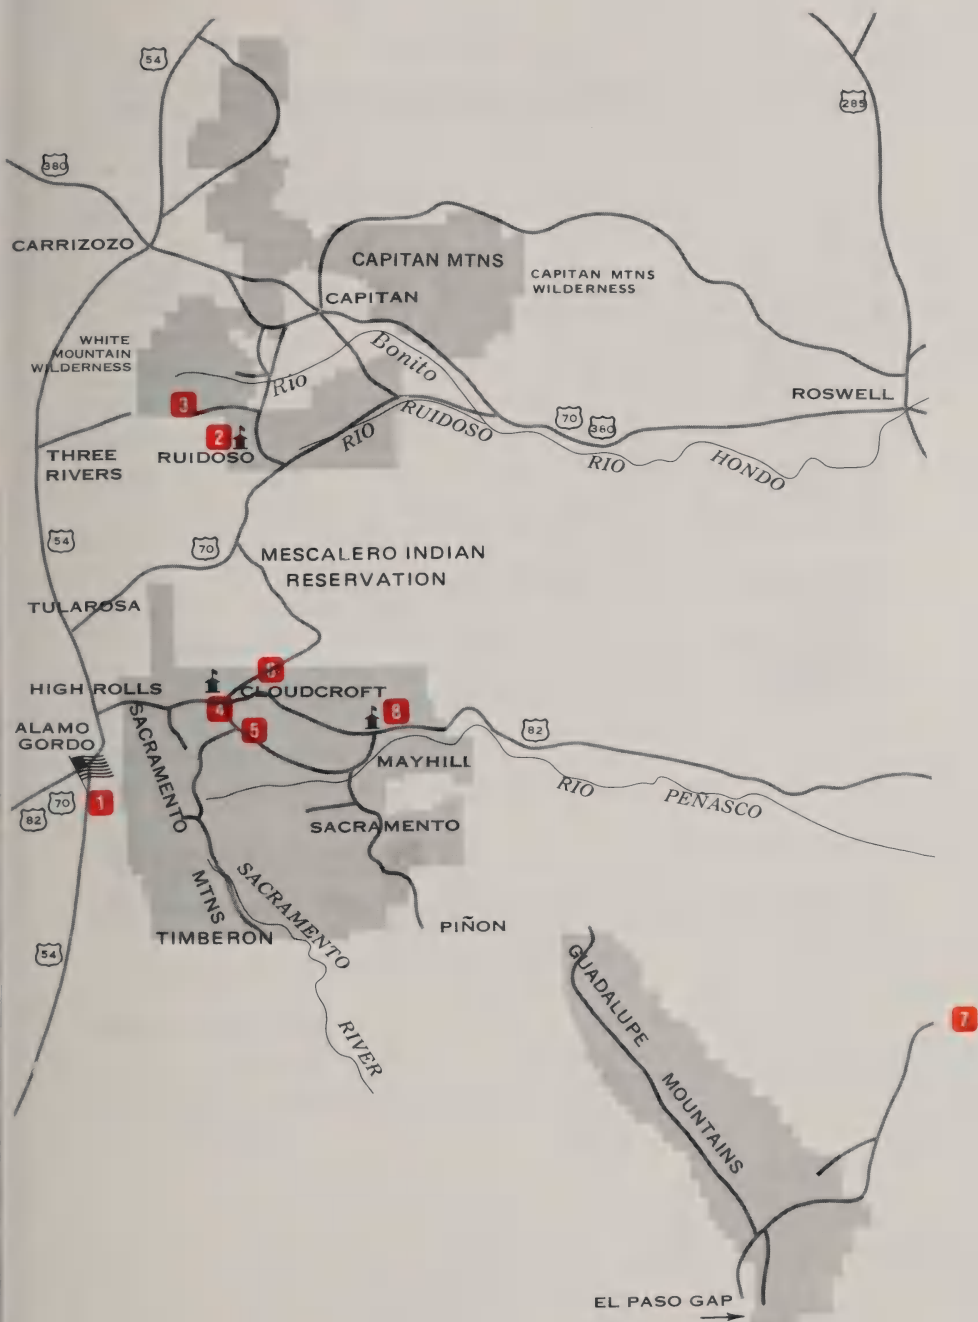 54
285
380
CARRIZOZO
CAPITAN MTNS
CAPITAN MTNS
WILDERNESS
CAPITAN
WHITE
MOUNTAIN
WILDERNESS
Rio Bonito
3
ROSWELL
2
RUIDOSO
RIO RUIDOSO
70
380
RIO HONDO
THREE
RIVERS
54
70
MESCALERO INDIAN
RESERVATION
TULAROSA
HIGH ROLLS
CLOUDCROFT
4
5
8
82
ALAMO
GORDO
SACRAMENTO
MTNS
MAYHILL
RIO PEÑASCO
1
70
82
SACRAMENTO
SACRAMENTO
RIVER
PIÑON
TIMBERON
54
GUADALUPE
MOUNTAINS
7
EL PASO GAP